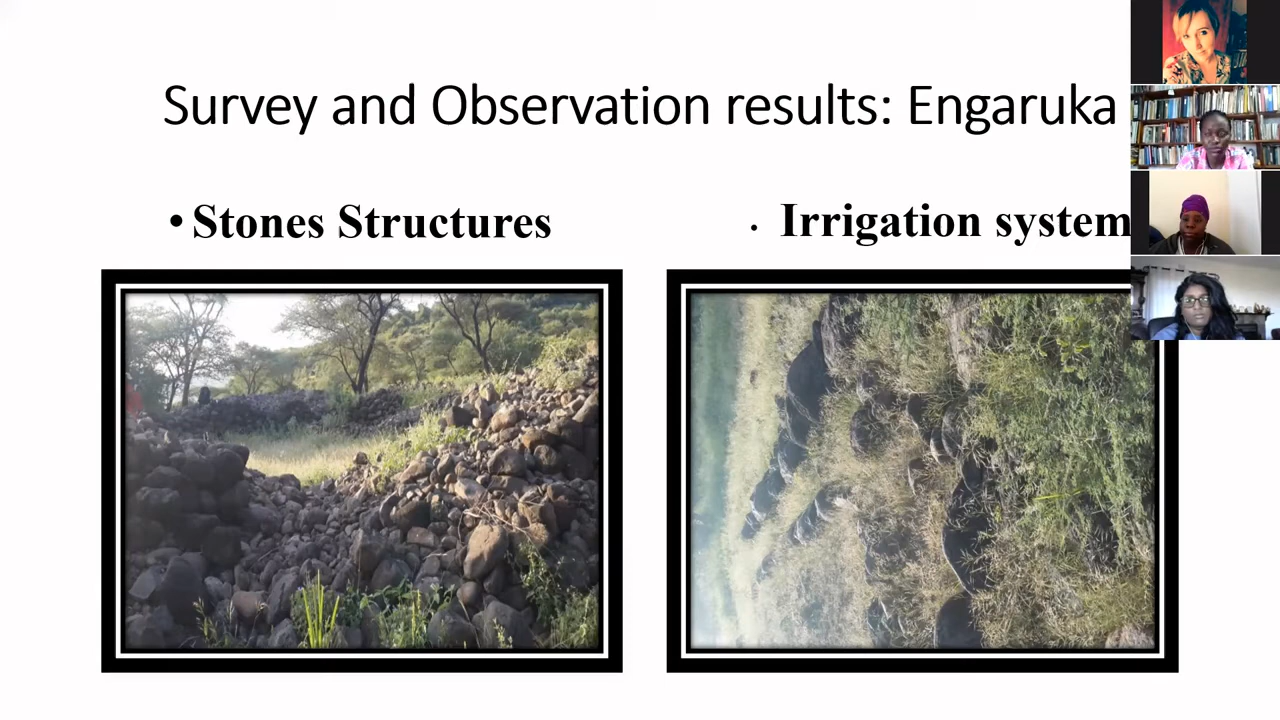 Survey and Observation results: Engaruka
• Stones Structures
· Irrigation system